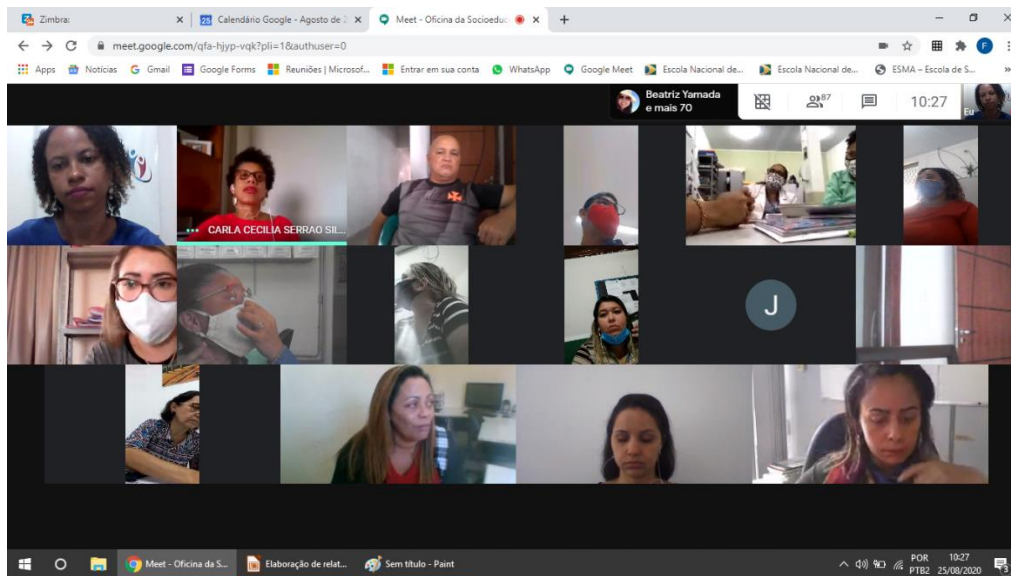 Zimbra:
25
Calendário Google - Agosto de 2
Meet - Oficina da Socioeduc
meet.google.com/qfa-hjyp-vqk?pli=1&authuser=0
F
Apps
Notícias
G Gmail
Google Forms
Reuniões | Microsof...
Entrar em sua conta
WhatsApp
Google Meet
Escola Nacional de...
Escola Nacional de...
ESMA – Escola de S...
Beatriz Yamada
e mais 70
87
10:27
Eu
CARLA CECILIA SERRAO SIL...
J
Meet - Oficina da S...
Elaboração de relat...
Sem título - Paint
POR
PTB2
10:27
25/08/2020
3